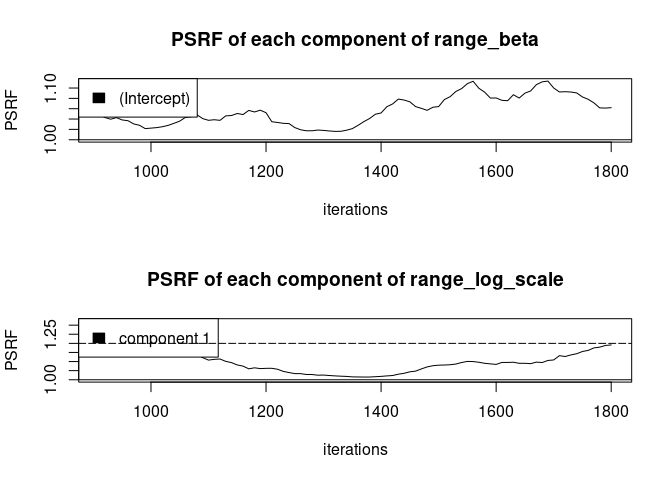 PSRF of each component of range_beta
PSRF
1.10
1.00
(Intercept)
1000 1200 1400 1600 1800
iterations
PSRF of each component of range_log_scale
PSRF
1.25
1.00
component 1
1000 1200 1400 1600 1800
iterations